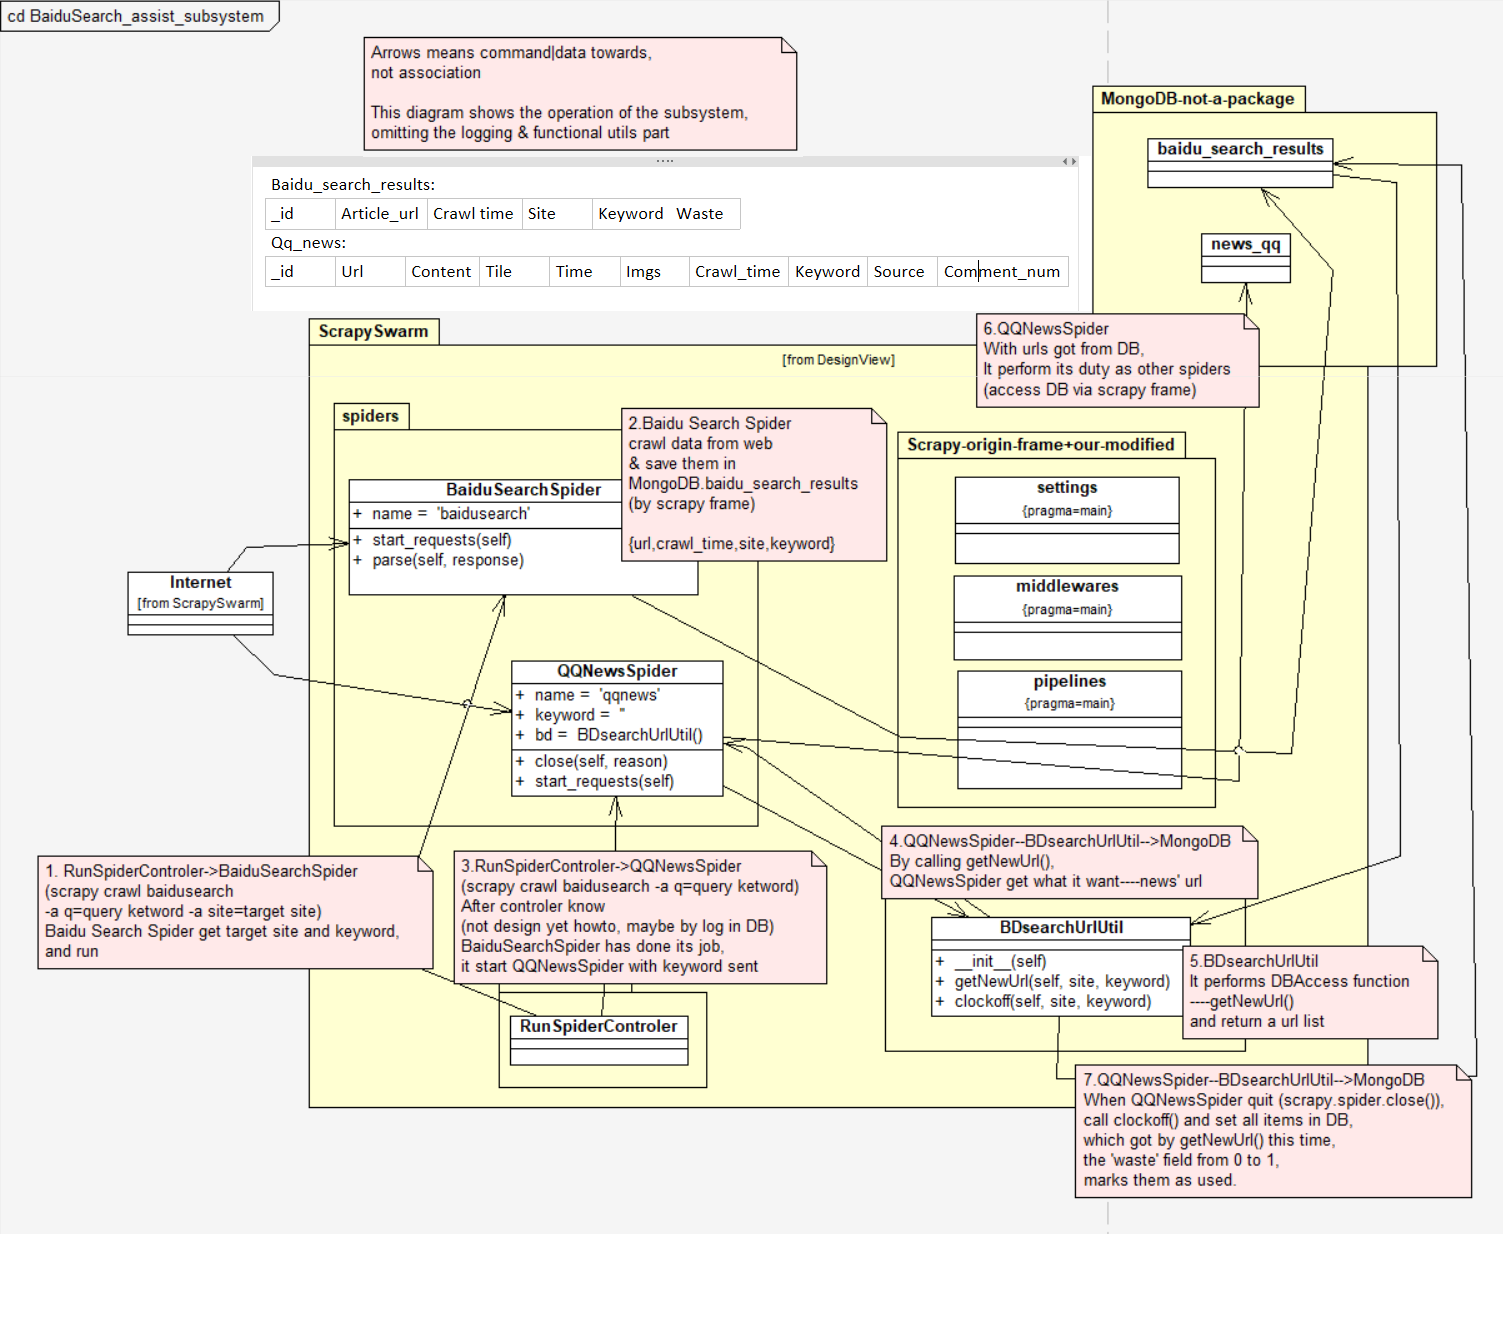 cd BaiduSearch_assist_subsystem
Arrows means command|data towards,
not association
This diagram shows the operation of the subsystem,
omitting the logging & functional utils part
MongoDB-not-a-package
baidu_search_results
news_qq
Baidu_search_results:
_id Article_url Crawl time Site Keyword Waste
Qq_news:
_id Url Content Tile Time Imgs Crawl_time Keyword Source Comment_num
ScrapySwarm
[from DesignView]
6.QQNewsSpider
With urls got from DB,
It perform its duty as other spiders
(access DB via scrapy frame)
spiders
2.Baidu Search Spider
crawl data from web
& save them in
MongoDB.baidu_search_results
(by scrapy frame)
{url,crawl_time,site,keyword}
Scrapy-origin-frame+our-modified
settings
{pragma=main}
middlewares
{pragma=main}
pipelines
{pragma=main}
BaiduSearchSpider
+ name = 'baidusearch'
+ start_requests(self)
+ parse(self, response)
Internet
[from ScrapySwarm]
QQNewsSpider
+ name = 'qqnews'
+ keyword = ''
+ bd = BDsearchUrlUtil()
+ close(self, reason)
+ start_requests(self)
1. RunSpiderControler->BaiduSearchSpider
(scrapy crawl baidusearch
-a q=query ketword -a site=target site)
Baidu Search Spider get target site and keyword,
and run
3.RunSpiderControler->QQNewsSpider
(scrapy crawl baidusearch -a q=query ketword)
After controler know
(not design yet howto, maybe by log in DB)
BaiduSearchSpider has done its job,
it start QQNewsSpider with keyword sent
4.QQNewsSpider--BDsearchUrlUtil-->MongoDB
By calling getNewUrl(),
QQNewsSpider get what it want----news' url
BDsearchUrlUtil
+ __init__(self)
+ getNewUrl(self, site, keyword)
+ clockoff(self, site, keyword)
5.BDsearchUrlUtil
It performs DBAccess function
----getNewUrl()
and return a url list
RunSpiderControler
7.QQNewsSpider--BDsearchUrlUtil-->MongoDB
When QQNewsSpider quit (scrapy.spider.close()),
call clockoff() and set all items in DB,
which got by getNewUrl() this time,
the 'waste' field from 0 to 1,
marks them as used.